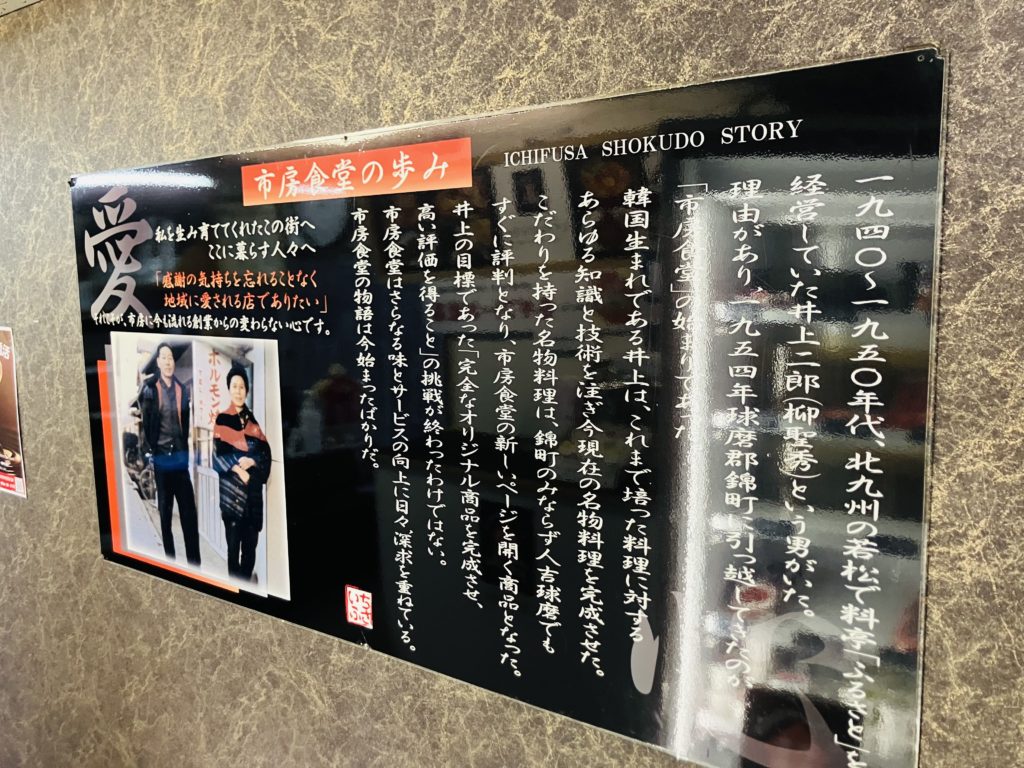 市房食堂の歩み
ICHIFUSA SHOKUDO STORY
一九四〇〜一九五〇年代、北九州の若松で料亭「ふるさと」を
経営していた井上二郎(柳聖秀)という男がいた。
理由があり、一九五四年球磨郡錦町に引っ越してきたのが
「市房食堂」の始まりであった
韓国生まれである井上は、これまで培った料理に対する
あらゆる知識と技術を注ぎ今現在の名物料理を完成させた。
こだわりを持った名物料理は、錦町のみならず人吉球磨でも
すぐに評判となり、市房食堂の新しいページを開く商品となった。
井上の目標であった「完全なオリジナル商品を完成させ、
高い評価を得ること」の挑戦が終わったわけではない。
市房食堂はさらなる味とサービスの向上に日々深求を重ねている。
市房食堂の物語は今始まったばかりだ。
愛
私を生み育ててくれたこの街へ
ここに暮らす人々へ
「感謝の気持ちを忘れることなく
地域に愛される店でありたい」
それが、市房に今も流れる創業からの変わらない心です。
ホルモン
いちふさ